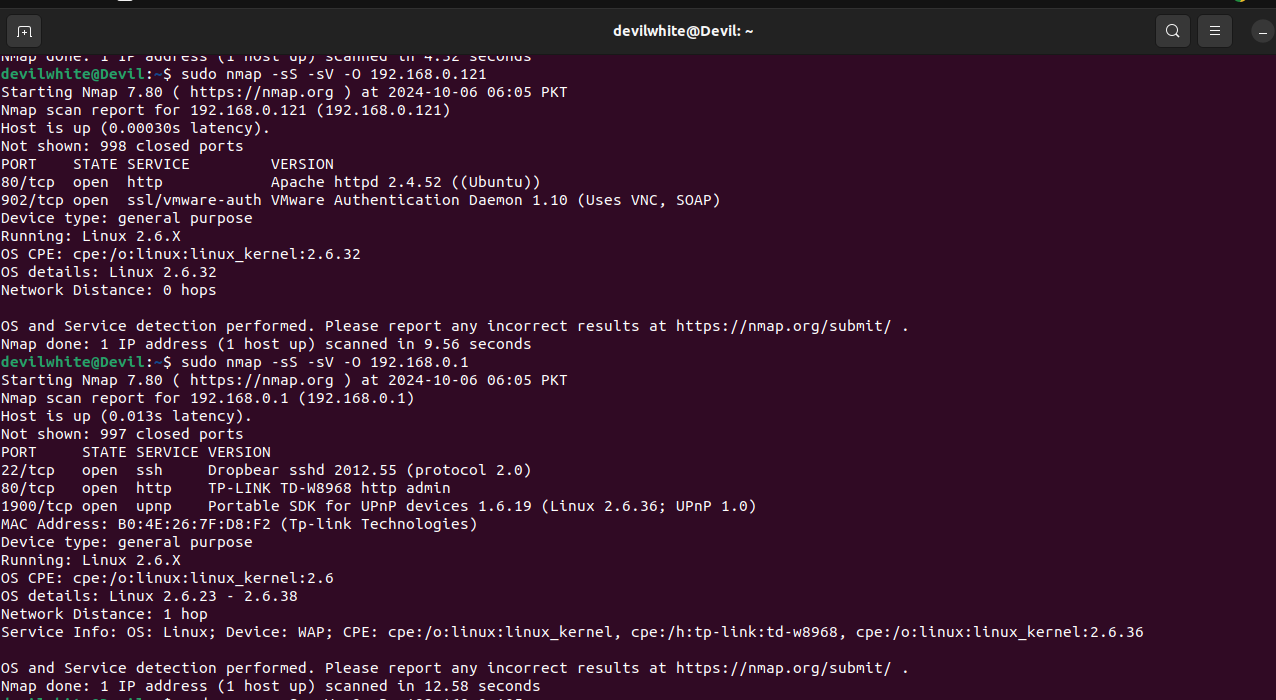 devilwhite@Devil: ~
Nmap done: 1 IP address (1 host up) scanned in 4.52 seconds
devilwhite@Devil:~$ sudo nmap -sS -sV -O 192.168.0.121
Starting Nmap 7.80 ( https://nmap.org ) at 2024-10-06 06:05 PKT
Nmap scan report for 192.168.0.121 (192.168.0.121)
Host is up (0.00030s latency).
Not shown: 998 closed ports
PORT    STATE SERVICE         VERSION
80/tcp  open  http            Apache httpd 2.4.52 ((Ubuntu))
902/tcp open  ssl/vmware-auth VMware Authentication Daemon 1.10 (Uses VNC, SOAP)
Device type: general purpose
Running: Linux 2.6.X
OS CPE: cpe:/o:linux:linux_kernel:2.6.32
OS details: Linux 2.6.32
Network Distance: 0 hops
OS and Service detection performed. Please report any incorrect results at https://nmap.org/submit/ .
Nmap done: 1 IP address (1 host up) scanned in 9.56 seconds
devilwhite@Devil:~$ sudo nmap -sS -sV -O 192.168.0.1
Starting Nmap 7.80 ( https://nmap.org ) at 2024-10-06 06:05 PKT
Nmap scan report for 192.168.0.1 (192.168.0.1)
Host is up (0.013s latency).
Not shown: 997 closed ports
PORT     STATE SERVICE VERSION
22/tcp   open  ssh     Dropbear sshd 2012.55 (protocol 2.0)
80/tcp   open  http    TP-LINK TD-W8968 http admin
1900/tcp open  upnp    Portable SDK for UPnP devices 1.6.19 (Linux 2.6.36; UPnP 1.0)
MAC Address: B0:4E:26:7F:D8:F2 (Tp-link Technologies)
Device type: general purpose
Running: Linux 2.6.X
OS CPE: cpe:/o:linux:linux_kernel:2.6
OS details: Linux 2.6.23 - 2.6.38
Network Distance: 1 hop
Service Info: OS: Linux; Device: WAP; CPE: cpe:/o:linux:linux_kernel, cpe:/h:tp-link:td-w8968, cpe:/o:linux:linux_kernel:2.6.36
OS and Service detection performed. Please report any incorrect results at https://nmap.org/submit/ .
Nmap done: 1 IP address (1 host up) scanned in 12.58 seconds